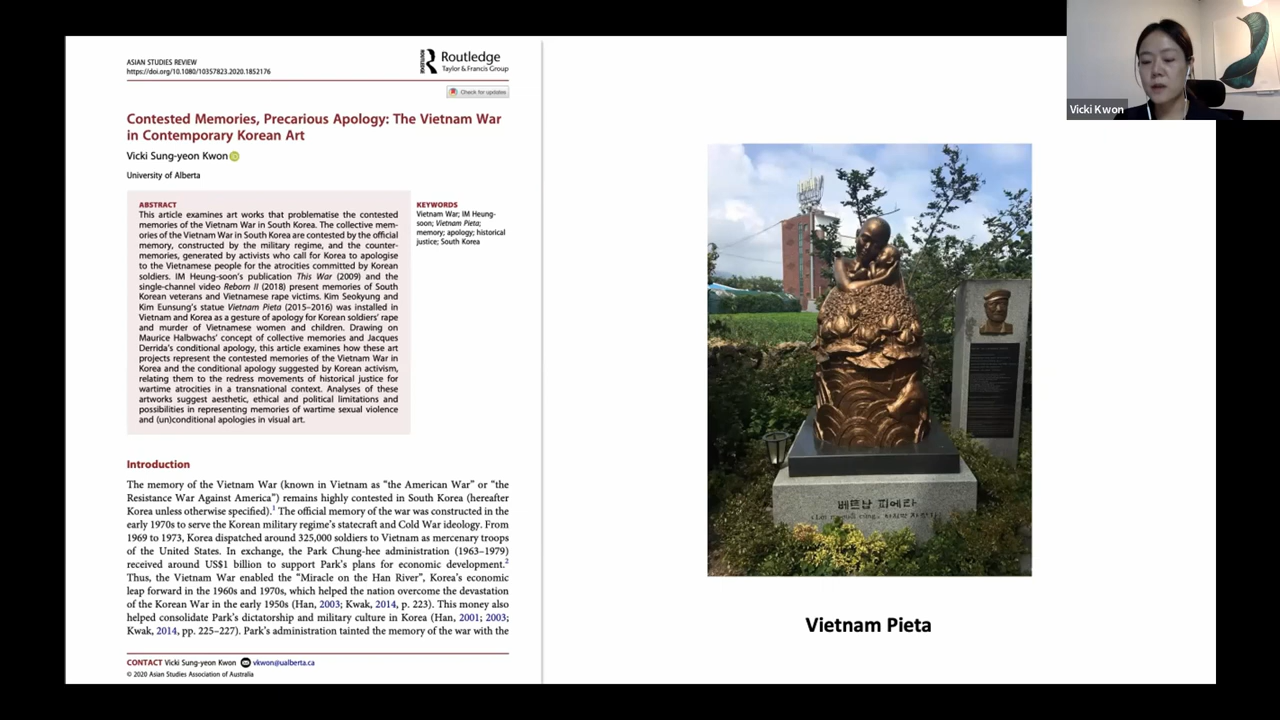 ASIAN STUDIES REVIEW
https://doi.org/10.1080/10357823.2020.1852176
Routledge
Taylor & Francis Group
ROUTLEDGE
Check for updates
Contested Memories, Precarious Apology: The Vietnam War
in Contemporary Korean Art
Vicki Sung-yeon Kwon
iD
University of Alberta
ABSTRACT
This article examines art works that problematise the contested
memories of the Vietnam War in South Korea. The collective mem-
ories of the Vietnam War in South Korea are contested by the official
memory, constructed by the military regime, and the counter-
memories, generated by activists who call for Korea to apologise
to the Vietnamese people for the atrocities committed by Korean
soldiers. IM Heung-soon's publication This War (2009) and the
single-channel video Reborn II (2018) present memories of South
Korean veterans and Vietnamese rape victims. Kim Seokyung and
Kim Eunsung's statue Vietnam Pieta (2015–2016) was installed in
Vietnam and Korea as a gesture of apology for Korean soldiers' rape
and murder of Vietnamese women and children. Drawing on
Maurice Halbwachs' concept of collective memories and Jacques
Derrida's conditional apology, this article examines how these art
projects represent the contested memories of the Vietnam War in
Korea and the conditional apology suggested by Korean activism,
relating them to the redress movements of historical justice for
wartime atrocities in a transnational context. Analyses of these
artworks suggest aesthetic, ethical and political limitations and
possibilities in representing memories of wartime sexual violence
and (un)conditional apologies in visual art.
KEYWORDS
Vietnam War; IM Heung-
soon; Vietnam Pieta;
memory; apology; historical
justice; South Korea
Introduction
The memory of the Vietnam War (known in Vietnam as “the American War” or “the
Resistance War Against America”) remains highly contested in South Korea (hereafter
Korea unless otherwise specified).1 The official memory of the war was constructed in the
early 1970s to serve the Korean military regime's statecraft and Cold War ideology. From
1969 to 1973, Korea dispatched around 325,000 soldiers to Vietnam as mercenary troops
of the United States. In exchange, the Park Chung-hee administration (1963–1979)
received around US$1 billion to support Park's plans for economic development.2
Thus, the Vietnam War enabled the “Miracle on the Han River”, Korea's economic
leap forward in the 1960s and 1970s, which helped the nation overcome the devastation
of the Korean War in the early 1950s (Han, 2003; Kwak, 2014, p. 223). This money also
helped consolidate Park's dictatorship and military culture in Korea (Han, 2001; 2003;
Kwak, 2014, pp. 225–227). Park's administration tainted the memory of the war with the
CONTACT Vicki Sung-yeon Kwon vkwon@ualberta.ca
© 2020 Asian Studies Association of Australia
베트남 피에타
Vietnam Pieta
Vicki Kwon